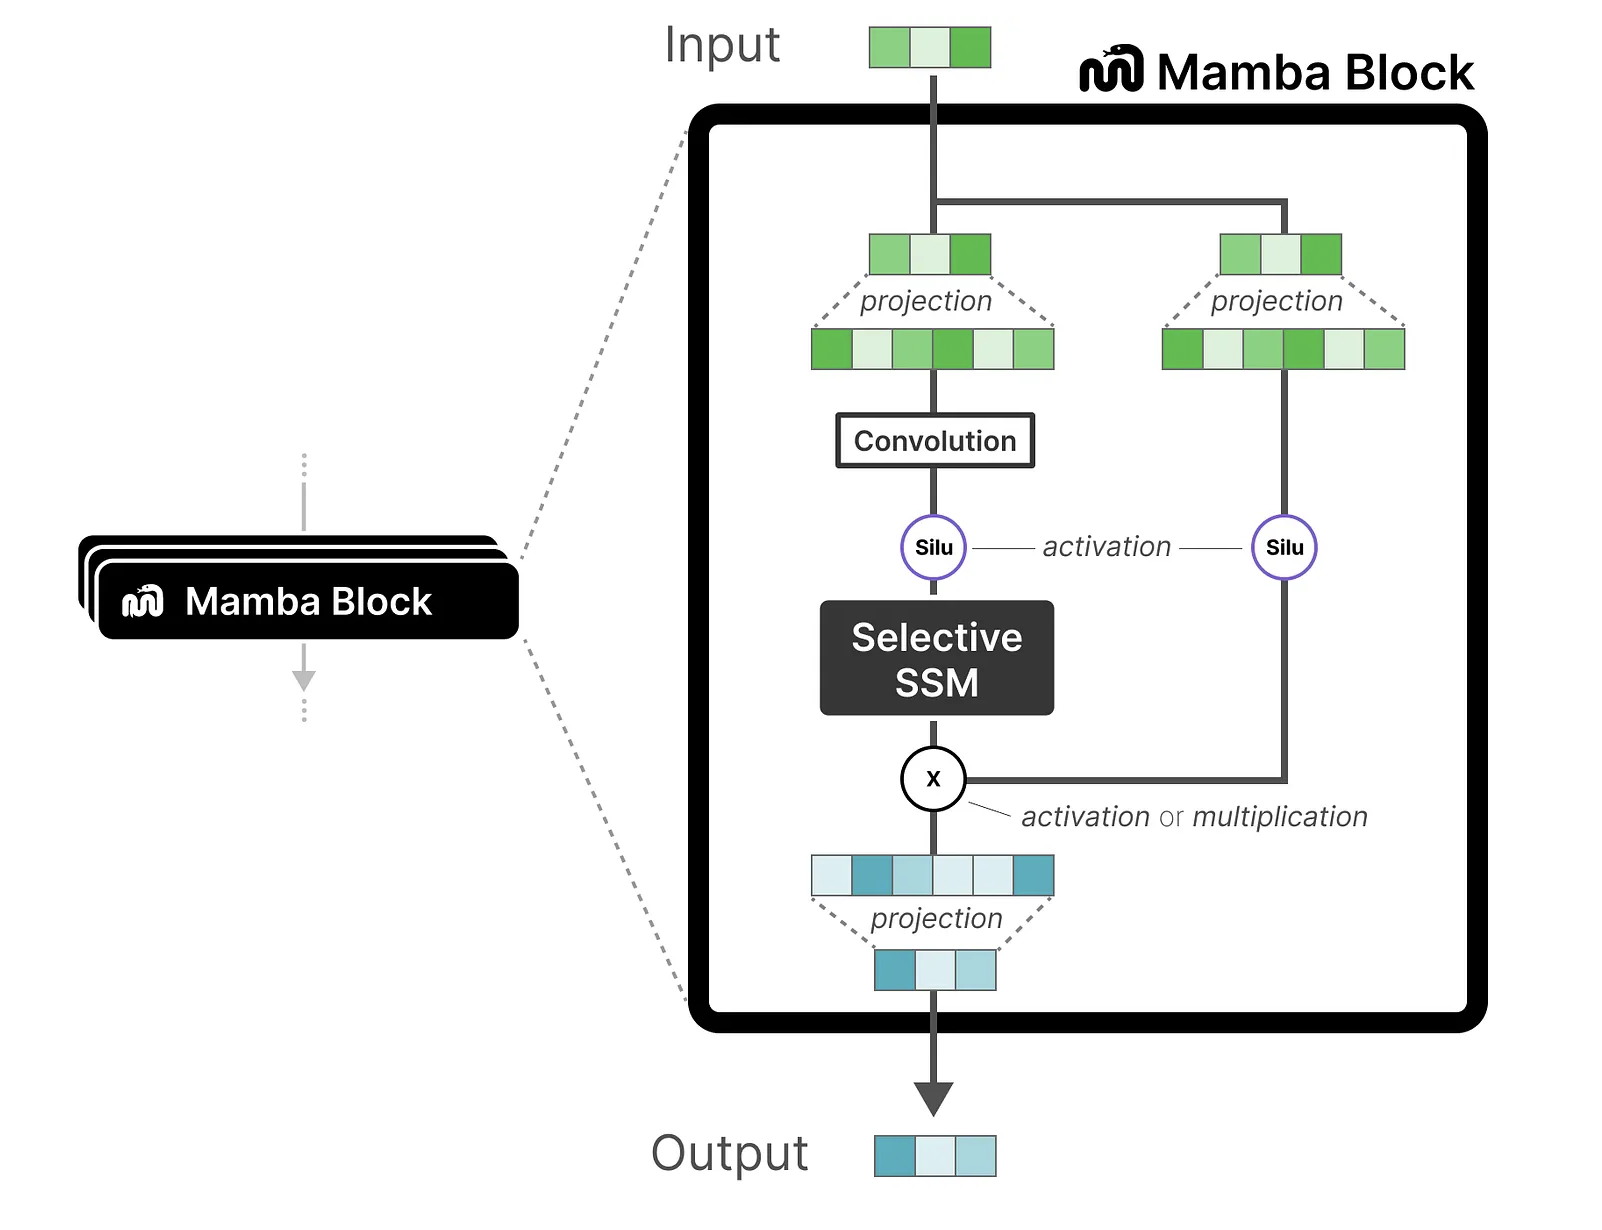 Input
Mamba Block
projection
projection
Convolution
Silu
activation
Silu
Mamba Block
Selective
SSM
X
activation or multiplication
projection
Output